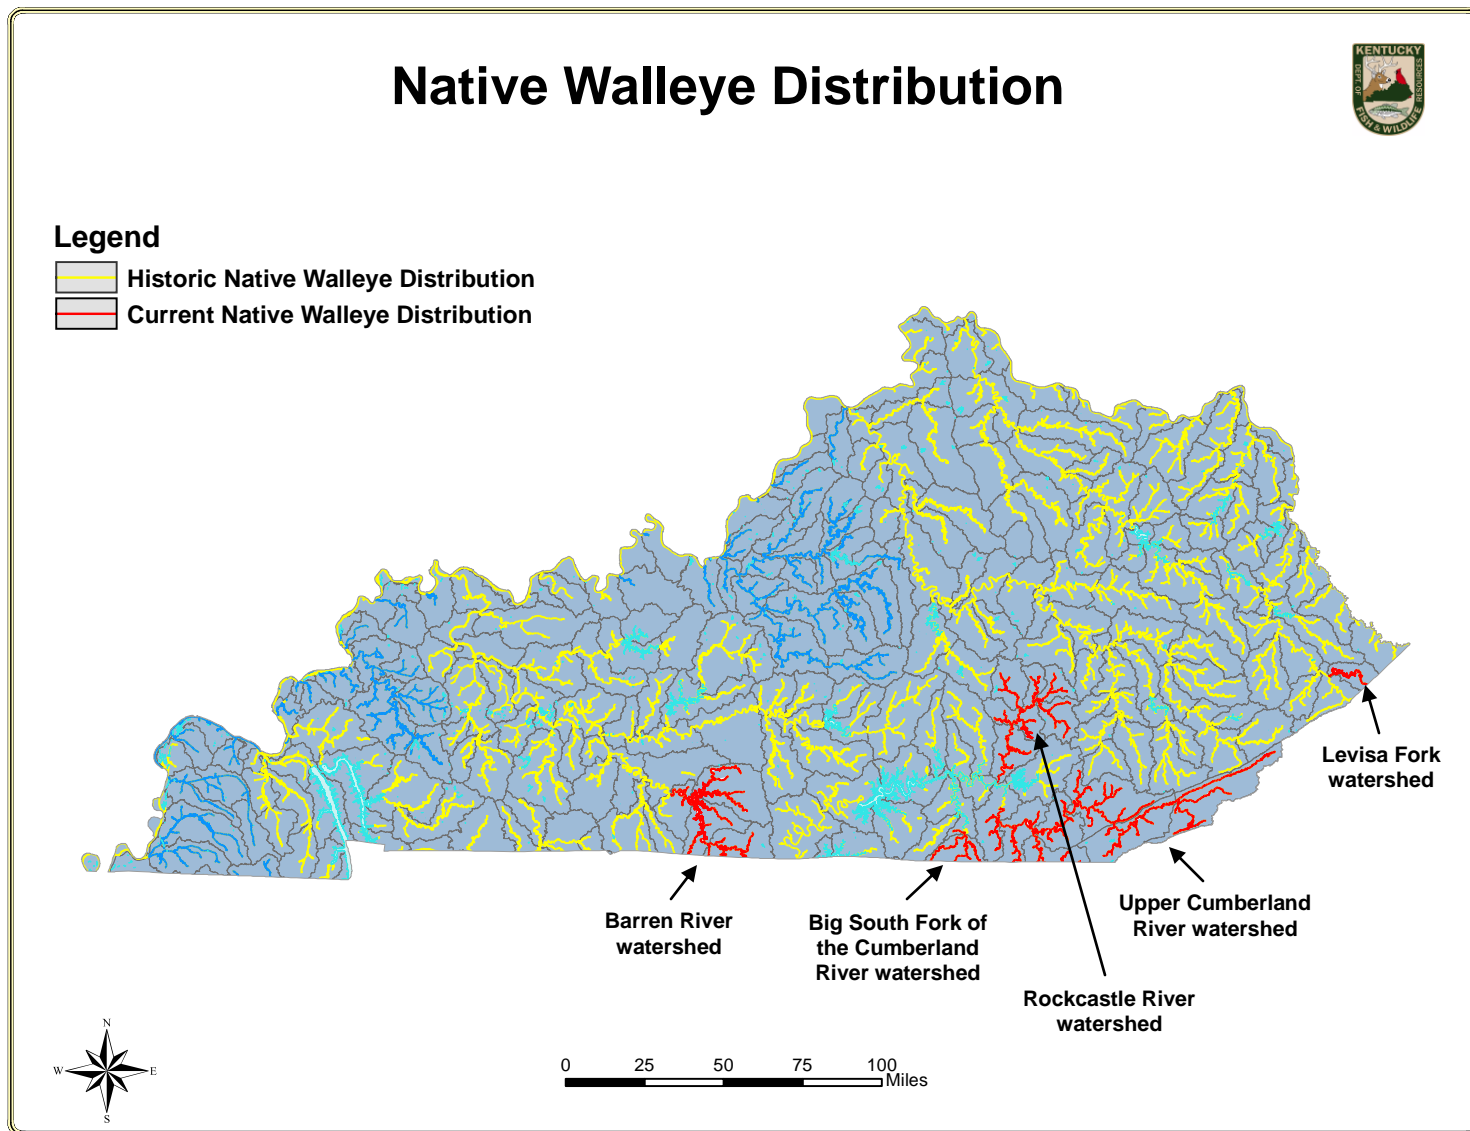 Native Walleye Distribution
KENTUCKY
DEPT OF
FISH & WILDLIFE
RESOURCES
Legend
Historic Native Walleye Distribution
Current Native Walleye Distribution
Levisa Fork
watershed
Upper Cumberland
River watershed
Barren River
watershed
Big South Fork of
the Cumberland
River watershed
Rockcastle River
watershed
N
W
E
S
0 25 50 75 100
Miles